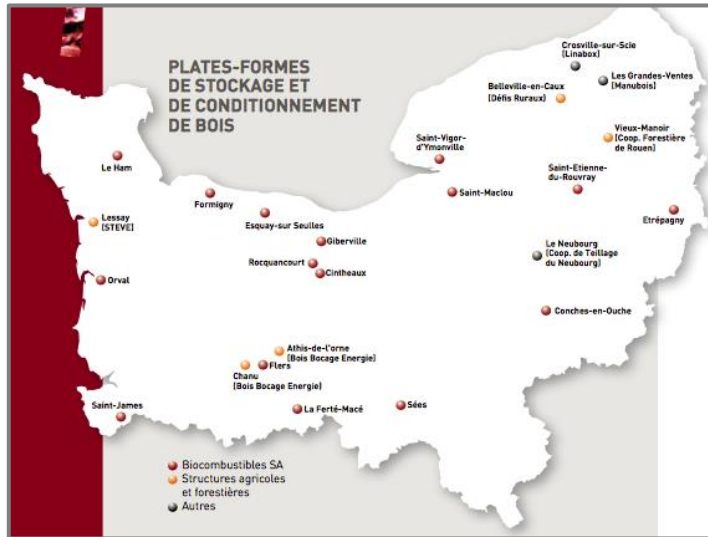 PLATES-FORMES
DE STOCKAGE ET
DE CONDITIONNEMENT
DE BOIS
Crosville-sur-Scie
(Linabox)
Les Grandes-Ventes
(Manubois)
Belleville-en-Caux
(Défis Ruraux)
Vieux-Manoir
(Coop. Forestière
de Rouen)
Saint-Vigor-
d'Ymonville
Le Ham
Saint-Etienne-
du-Rouvray
Saint-Maclou
Formigny
Etrépagny
Lessay
(STEVE)
Esquay-sur Seulles
Giberville
Le Neubourg
(Coop. de Teillage
du Neubourg)
Rocquancourt
Cintheaux
Orval
Conches-en-Ouche
Athis-de-l'orne
(Bois Bocage Energie)
Flers
Chanu
(Bois Bocage Energie)
Saint-James
La Ferté-Macé
Sées
Biocombustibles SA
Structures agricoles
et forestières
Autres